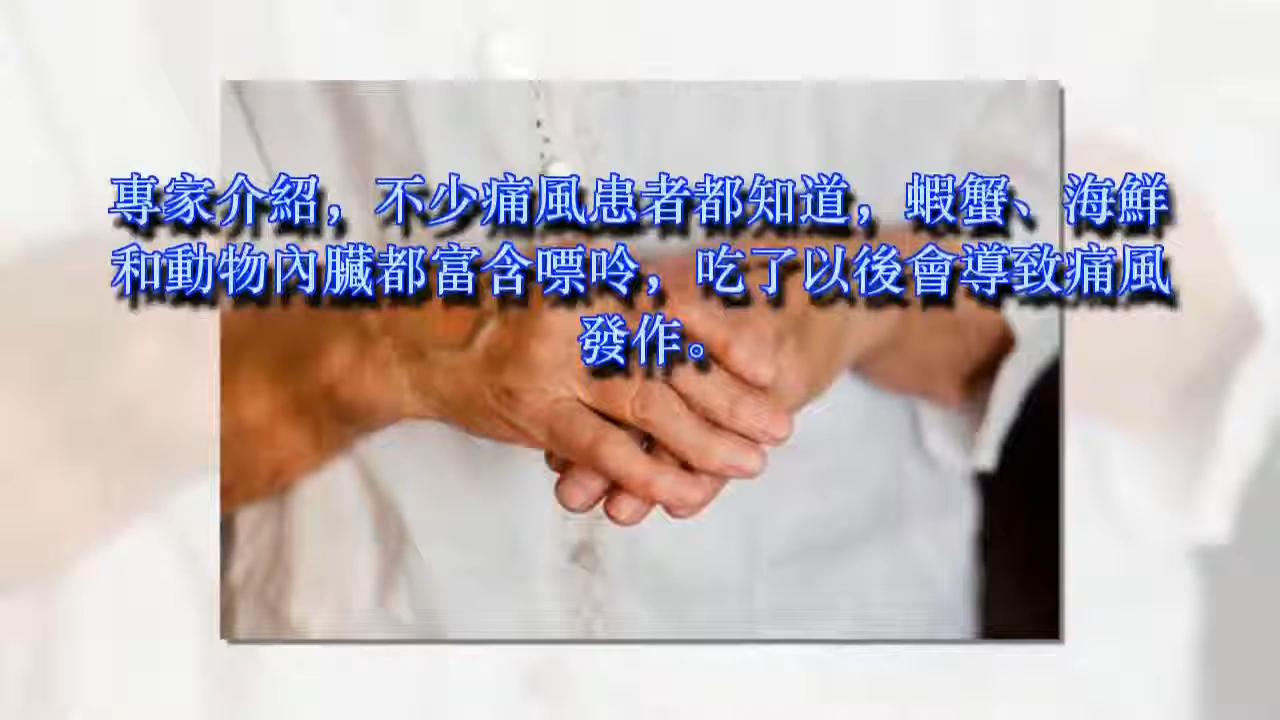 專家介紹，不少痛風患者都知道，蝦蟹、海鮮
和動物內臟都富含嘌呤，吃了以後會導致痛風
發作。